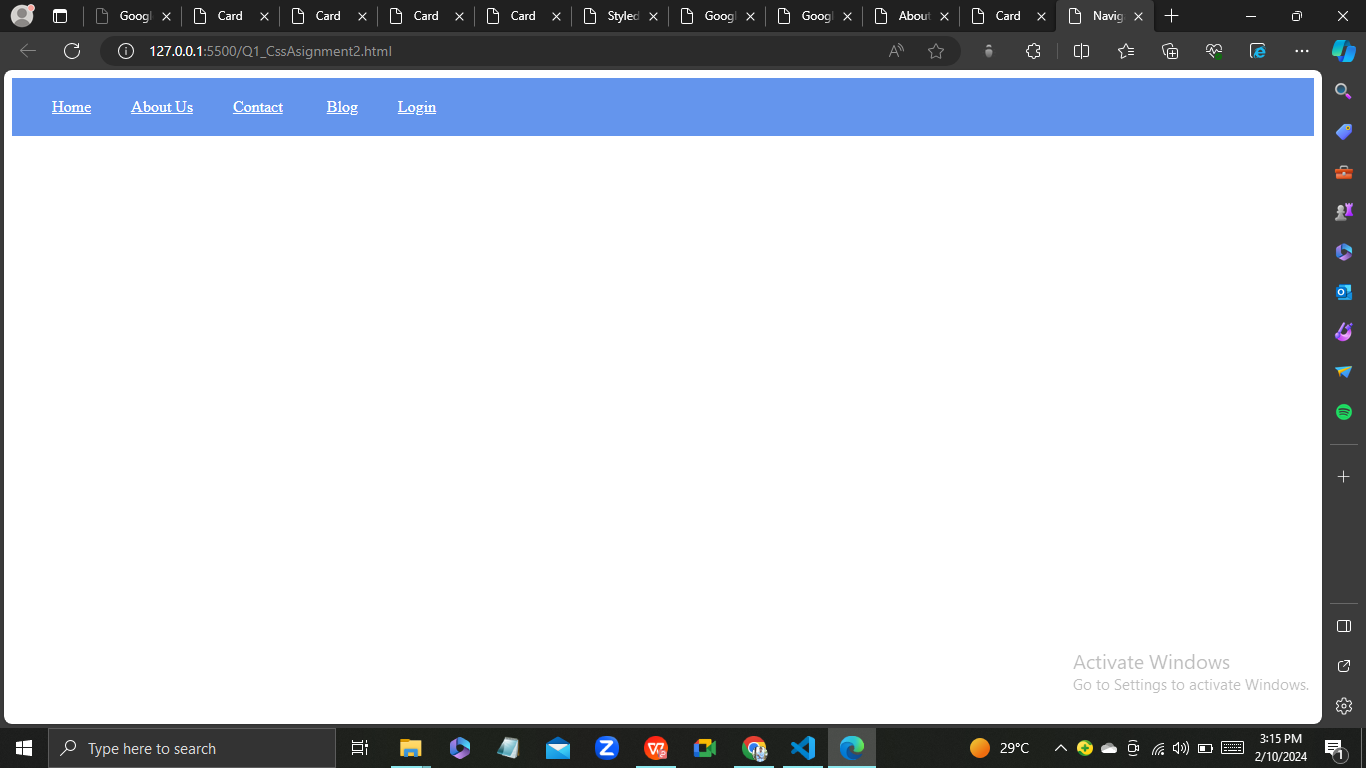 Googl Card Card Card Card Styled Googl Googl About Card Navig
127.0.0.1:5500/Q1_CssAsignment2.html
Home About Us Contact Blog Login
Activate Windows
Go to Settings to activate Windows.
Type here to search
29°C
3:15 PM
2/10/2024
1